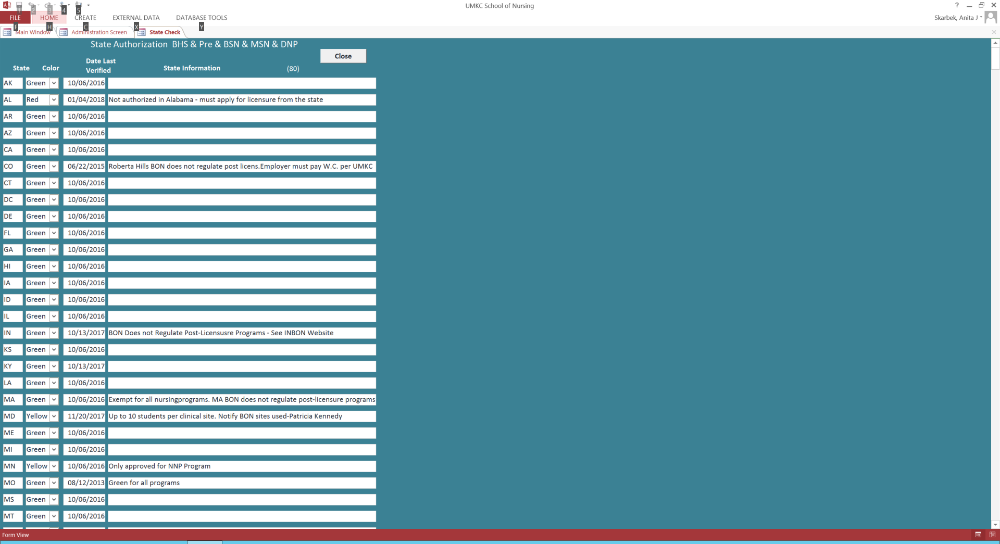 UMKC School of Nursing
?
1 2 3 4 5
FILE HOME CREATE EXTERNAL DATA DATABASE TOOLS
Skarbek, Anita J
F H C X Y
Main Window Administration Screen State Check
State Authorization BHS & Pre & BSN & MSN & DNP
Close
State Color Date Last Verified State Information (80)
AK Green 10/06/2016
AL Red 01/04/2018 Not authorized in Alabama - must apply for licensure from the state
AR Green 10/06/2016
AZ Green 10/06/2016
CA Green 10/06/2016
CO Green 06/22/2015 Roberta Hills BON does not regulate post licens.Employer must pay W.C. per UMKC
CT Green 10/06/2016
DC Green 10/06/2016
DE Green 10/06/2016
FL Green 10/06/2016
GA Green 10/06/2016
HI Green 10/06/2016
IA Green 10/06/2016
ID Green 10/06/2016
IL Green 10/06/2016
IN Green 10/13/2017 BON Does not Regulate Post-Licensusre Programs - See INBON Website
KS Green 10/06/2016
KY Green 10/13/2017
LA Green 10/06/2016
MA Green 10/06/2016 Exempt for all nursingprograms. MA BON does not regulate post-licensure programs
MD Yellow 11/20/2017 Up to 10 students per clinical site. Notify BON sites used-Patricia Kennedy
ME Green 10/06/2016
MI Green 10/06/2016
MN Yellow 10/06/2016 Only approved for NNP Program
MO Green 08/12/2013 Green for all programs
MS Green 10/06/2016
MT Green 10/06/2016
Form View